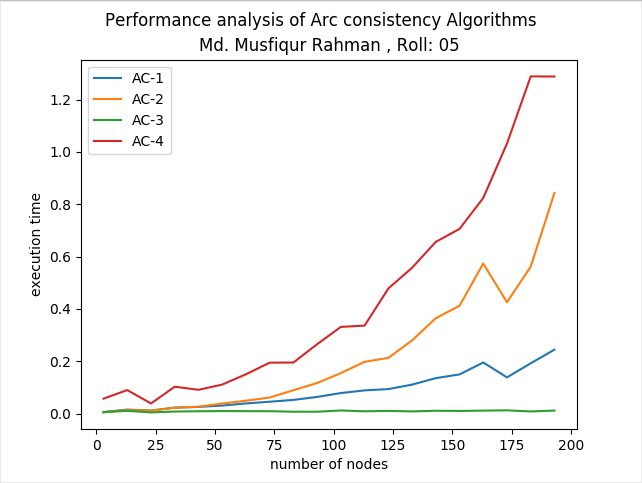 Performance analysis of Arc consistency Algorithms
Md. Musfiqur Rahman , Roll: 05
AC-1
AC-2
AC-3
AC-4
execution time
1.2
1.0
0.8
0.6
0.4
0.2
0.0
0 25 50 75 100 125 150 175 200
number of nodes